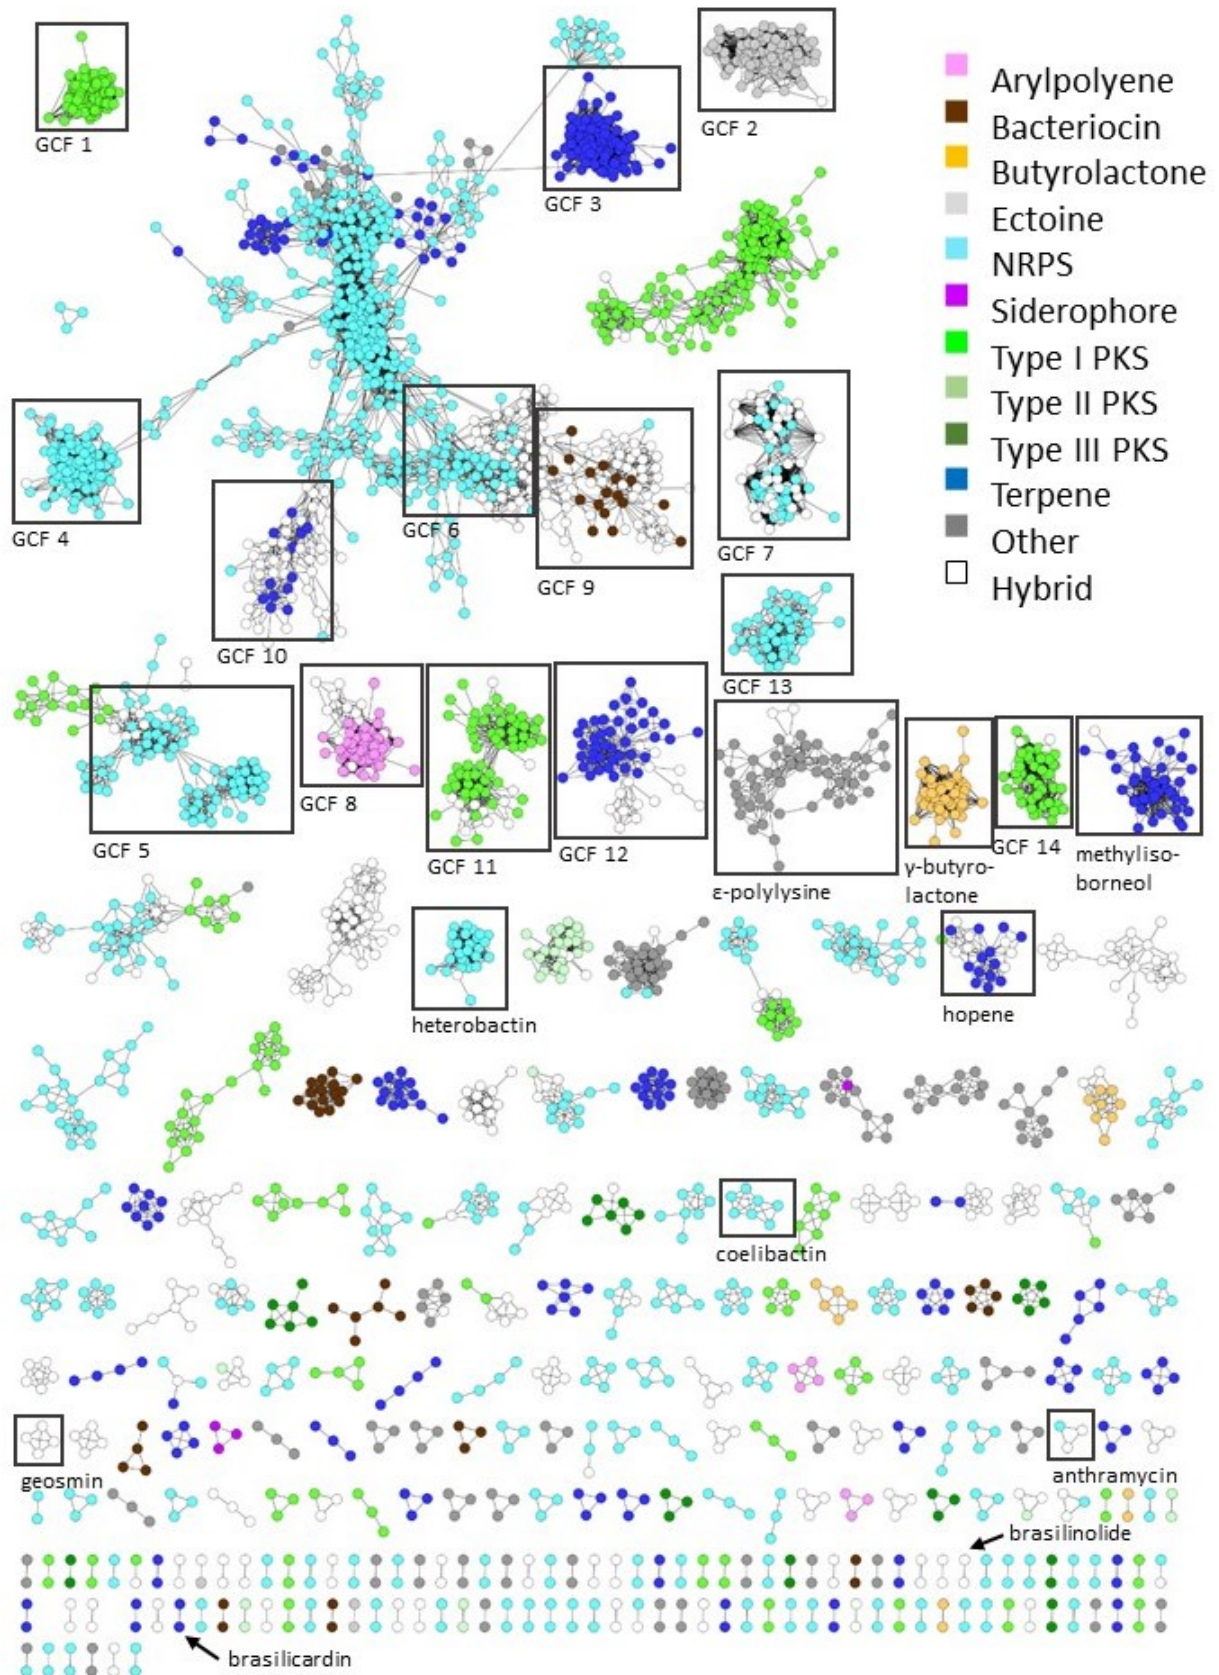 GCF 1
GCF 2
GCF 3
Arylpolyene
Bacteriocin
Butyrolactone
Ectoine
NRPS
Siderophore
Type I PKS
Type II PKS
Type III PKS
Terpene
Other
Hybrid
GCF 4
GCF 6
GCF 9
GCF 7
GCF 10
GCF 13
GCF 5
GCF 8
GCF 11
GCF 12
ε-polylysine
γ-butyro-
lactone
GCF 14
methyliso-
borneol
heterobactin
hopene
coelibactin
geosmin
anthramycin
brasilinolide
brasilicardin